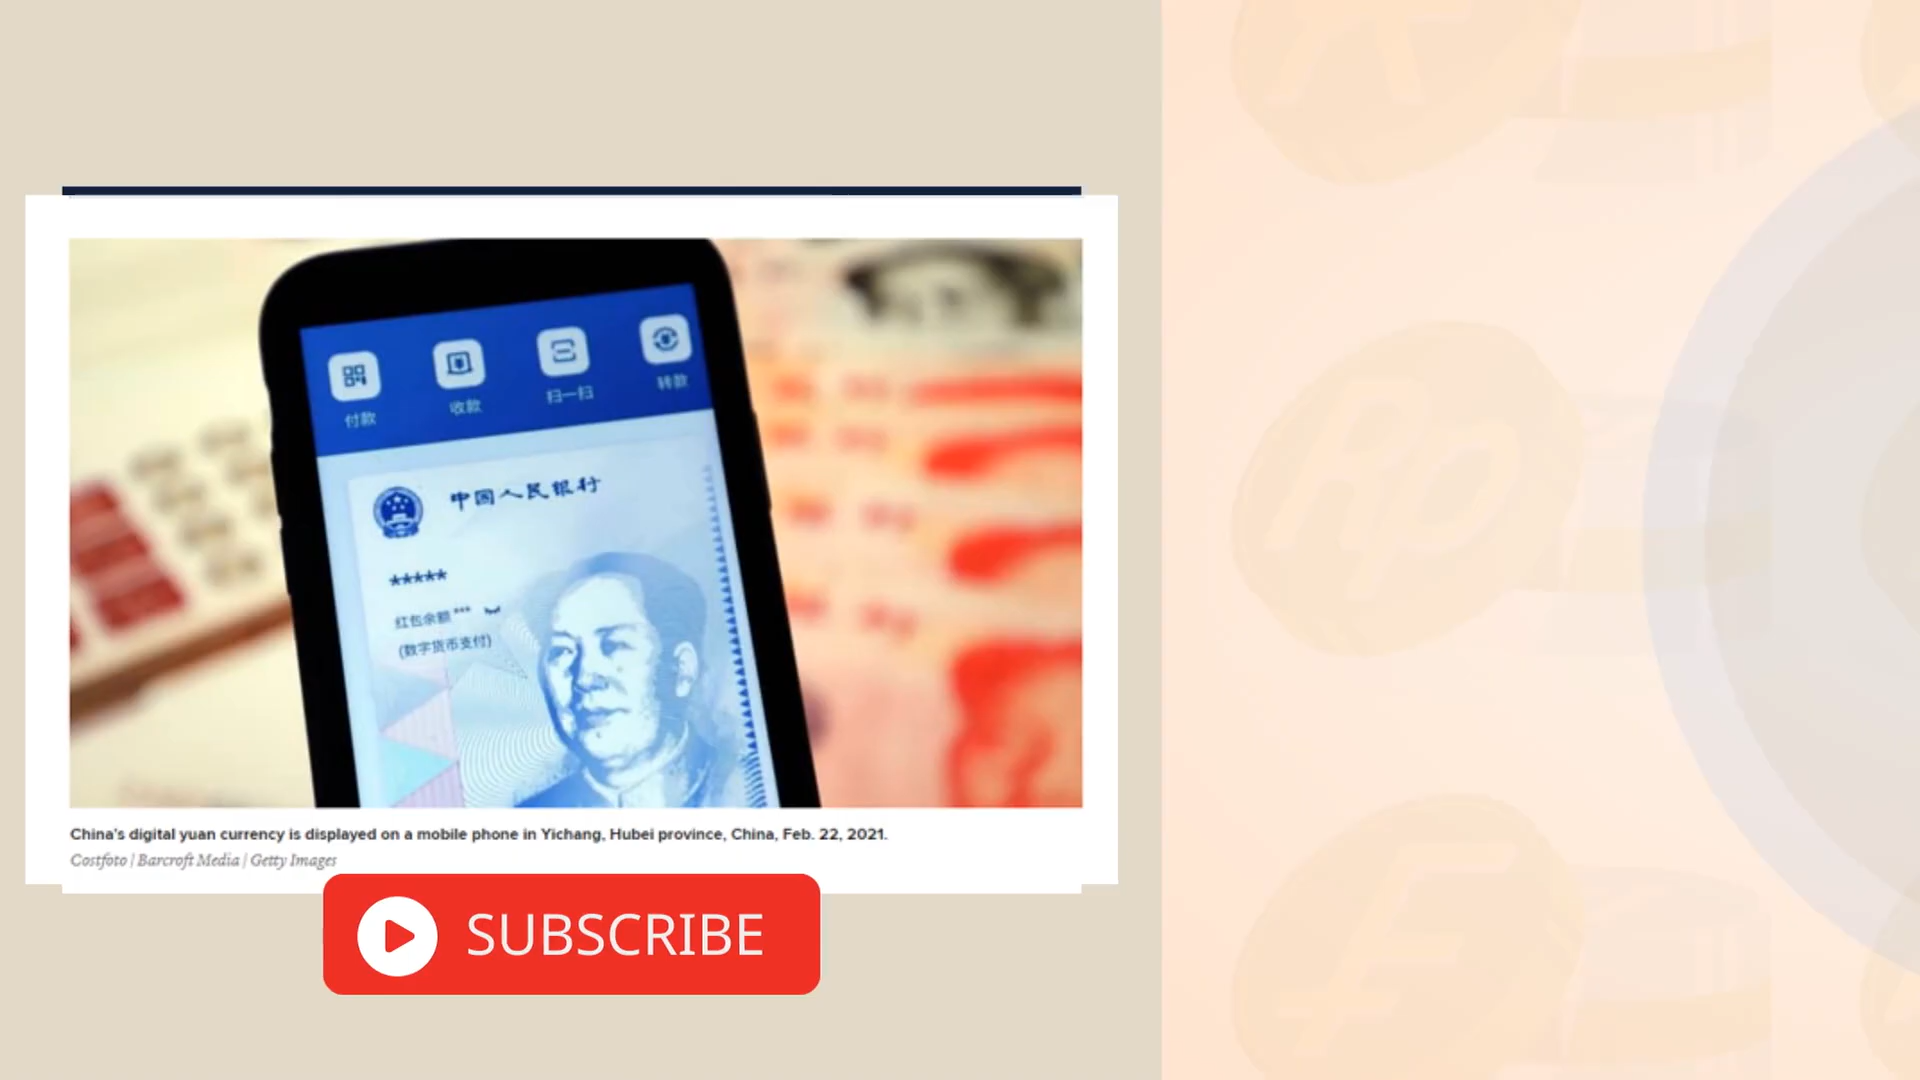 付款
收款
扫一扫
转款
中国人民银行
*****
红包余额***
(数字货币支付)
China's digital yuan currency is displayed on a mobile phone in Yichang, Hubei province, China, Feb. 22, 2021.
Costfoto | Barcroft Media | Getty Images
SUBSCRIBE
Rp